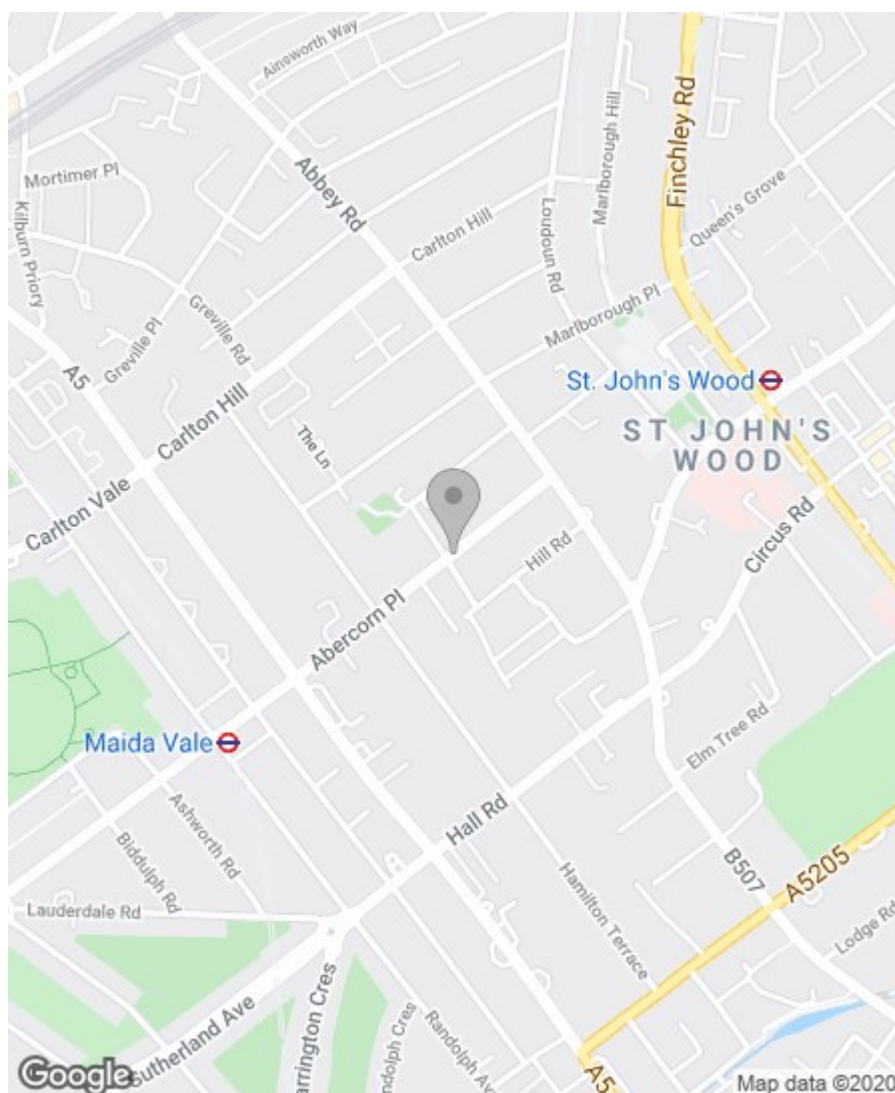 Ainsworth Way
Finchley Rd
Marlborough Hill
Mortimer Pl
Abbey Rd
Kilburn Priory
Carlton Hill
Loudoun Rd
Queen's Grove
Greville Pl
Greville Rd
Marlborough Pl
A5
St. John's Wood
Carlton Hill
The Ln
ST JOHN'S
WOOD
Carlton Vale
Hill Rd
Circus Rd
Abercorn Pl
Maida Vale
Elm Tree Rd
Ashworth Rd
Hall Rd
Biddulph Rd
B507
A5205
Lauderdale Rd
Hamilton Terrace
Lodge Rd
Sutherland Ave
arrington Cres
ndolph Cres
Randolph Ave
A5
Google
Map data ©2020